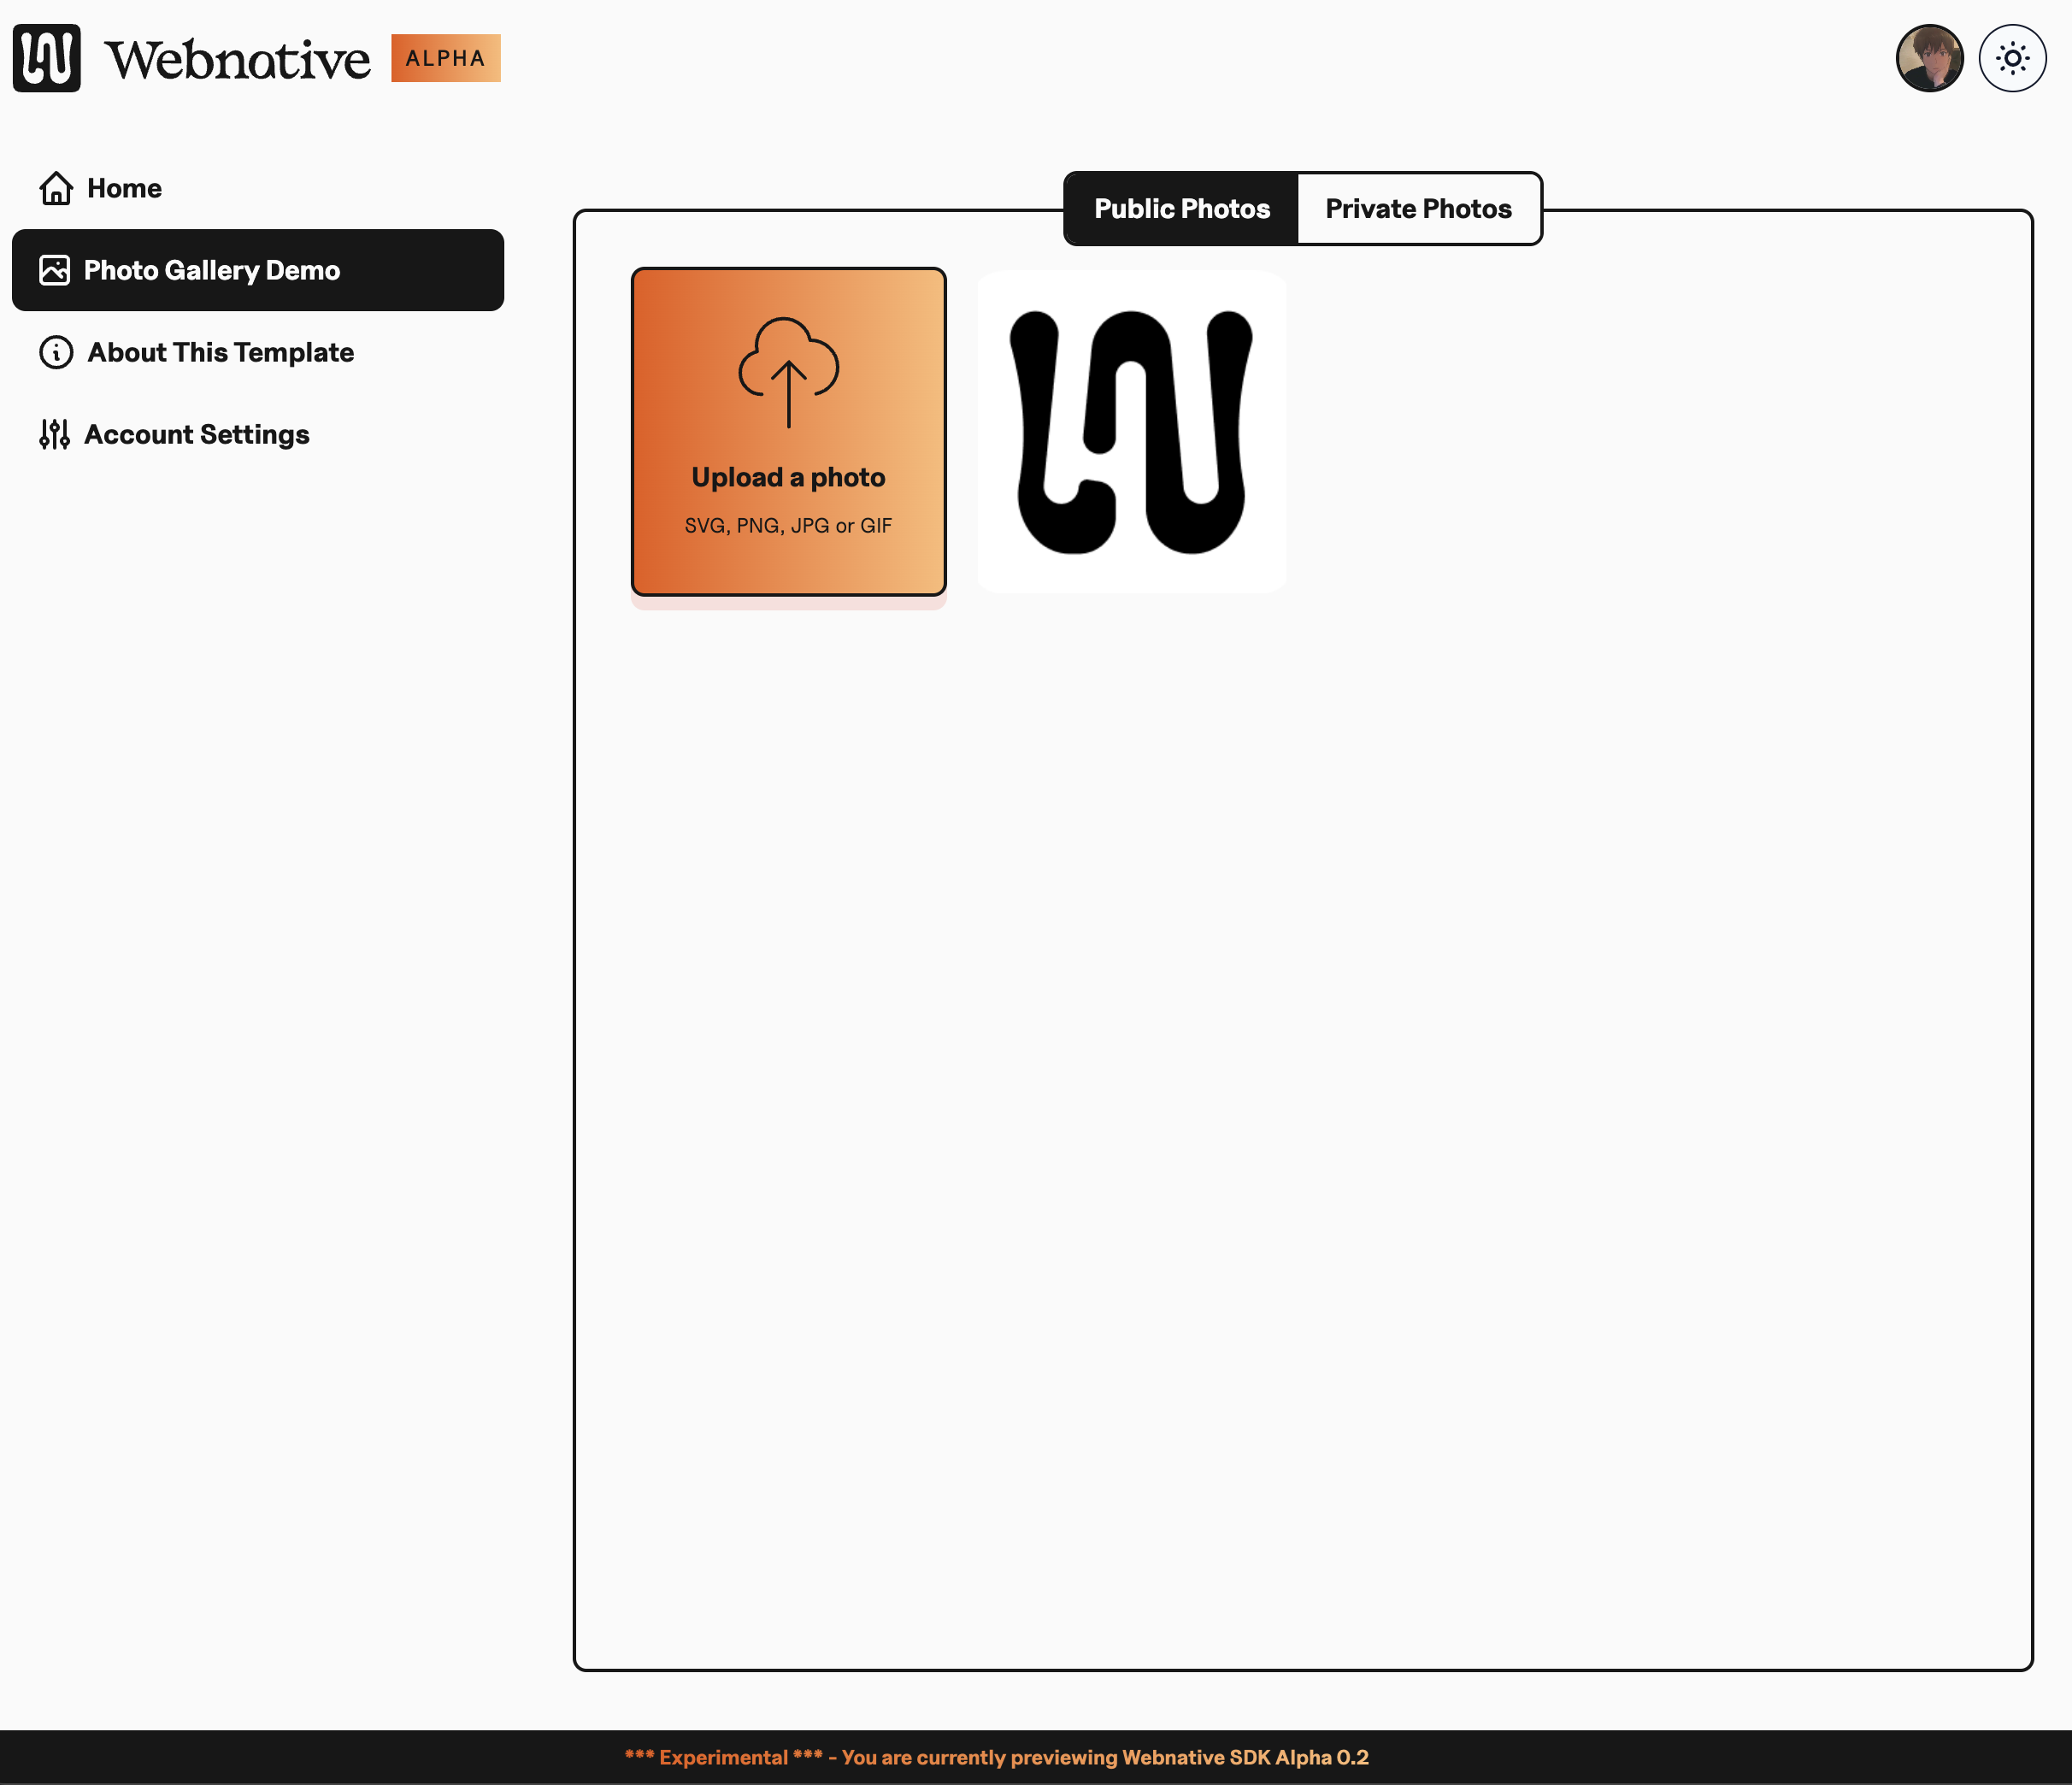 Webnative ALPHA
Home
Photo Gallery Demo
About This Template
Account Settings
Public Photos
Private Photos
Upload a photo
SVG, PNG, JPG or GIF
*** Experimental *** - You are currently previewing Webnative SDK Alpha 0.2